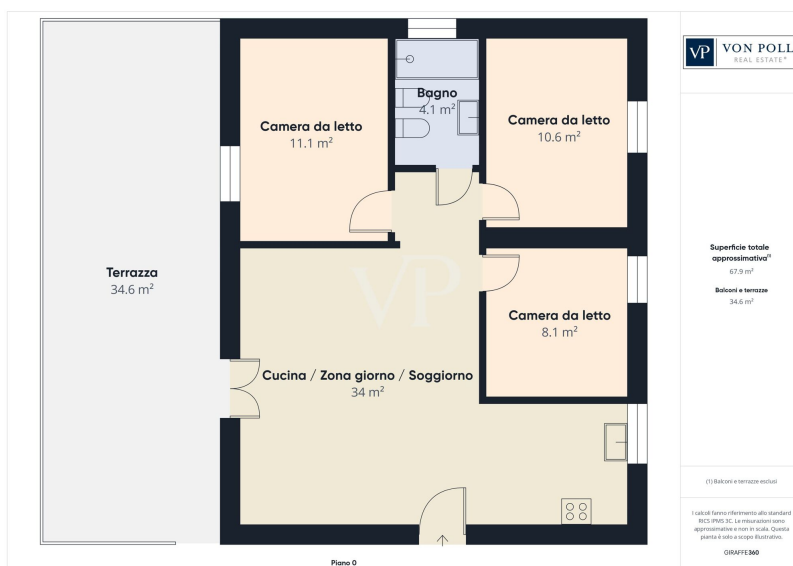 Camera da letto
11.1 m²
Bagno
4.1 m²
Camera da letto
10.6 m²
Terrazza
34.6 m²
Camera da letto
8.1 m²
Cucina / Zona giorno / Soggiorno
34 m²
VP
Piano 0
VP VON POLL
REAL ESTATE®
Superficie totale
approssimativa(1)
67.9 m²
Balconi e terrazze
34.6 m²
(1) Balconi e terrazze esclusi
I calcoli fanno riferimento allo standard
RICS IPMS 3C. Le misurazioni sono
approssimative e non in scala. Questa
pianta è solo a scopo illustrativo.
GIRAFFE360